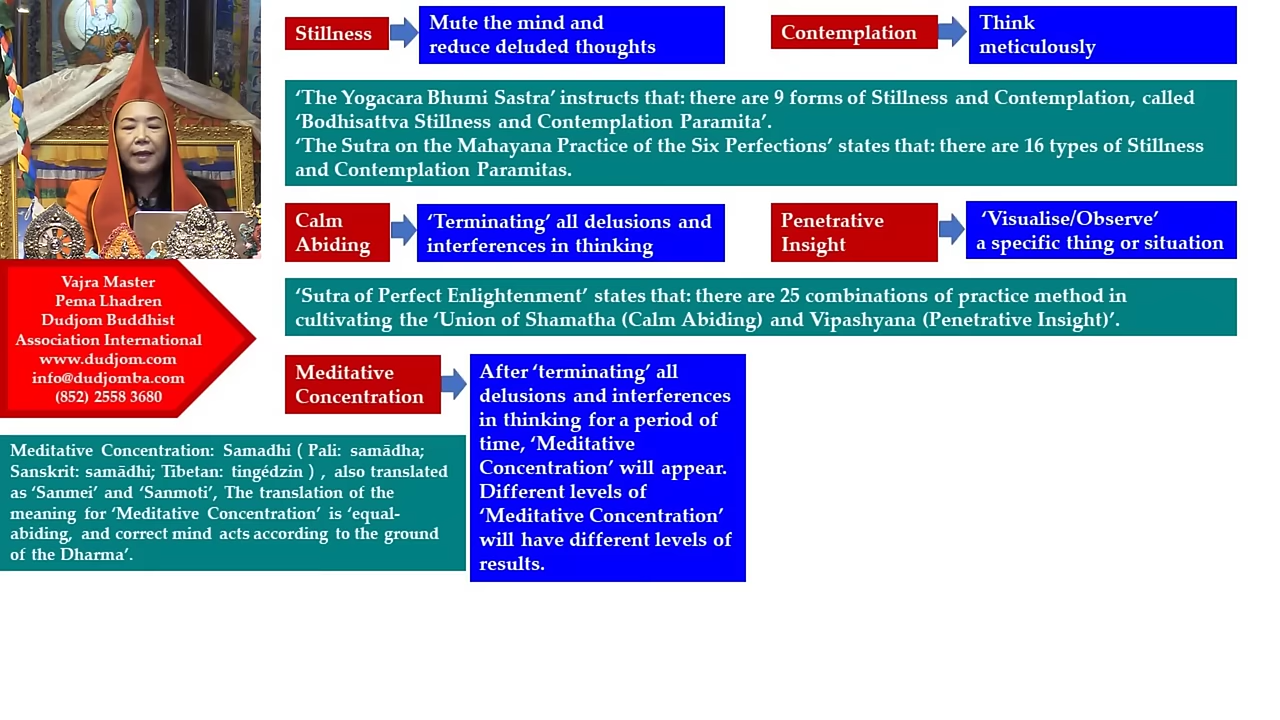 Stillness
Mute the mind and
reduce deluded thoughts
Contemplation
Think
meticulously
‘The Yogacara Bhumi Sastra’ instructs that: there are 9 forms of Stillness and Contemplation, called
‘Bodhisattva Stillness and Contemplation Paramita’.
‘The Sutra on the Mahayana Practice of the Six Perfections’ states that: there are 16 types of Stillness
and Contemplation Paramitas.
Calm
Abiding
‘Terminating’ all delusions and
interferences in thinking
Penetrative
Insight
‘Visualise/Observe’
a specific thing or situation
Vajra Master
Pema Lhadren
Dudjom Buddhist
Association International
www.dudjom.com
info@dudjomba.com
(852) 2558 3680
‘Sutra of Perfect Enlightenment’ states that: there are 25 combinations of practice method in
cultivating the ‘Union of Shamatha (Calm Abiding) and Vipashyana (Penetrative Insight)’.
Meditative
Concentration
After ‘terminating’ all
delusions and interferences
in thinking for a period of
time, ‘Meditative
Concentration’ will appear.
Different levels of
‘Meditative Concentration’
will have different levels of
results.
Meditative Concentration: Samadhi ( Pali: samādha;
Sanskrit: samādhi; Tibetan: tingédzin ) , also translated
as ‘Sanmei’ and ‘Sanmoti’, The translation of the
meaning for ‘Meditative Concentration’ is ‘equal-
abiding, and correct mind acts according to the ground
of the Dharma’.